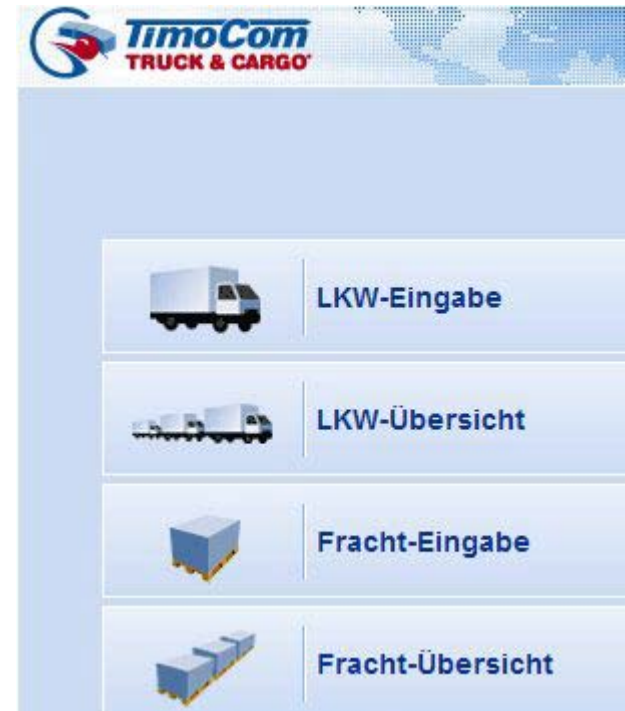 TimoCom
TRUCK & CARGO®
LKW-Eingabe
LKW-Übersicht
Fracht-Eingabe
Fracht-Übersicht